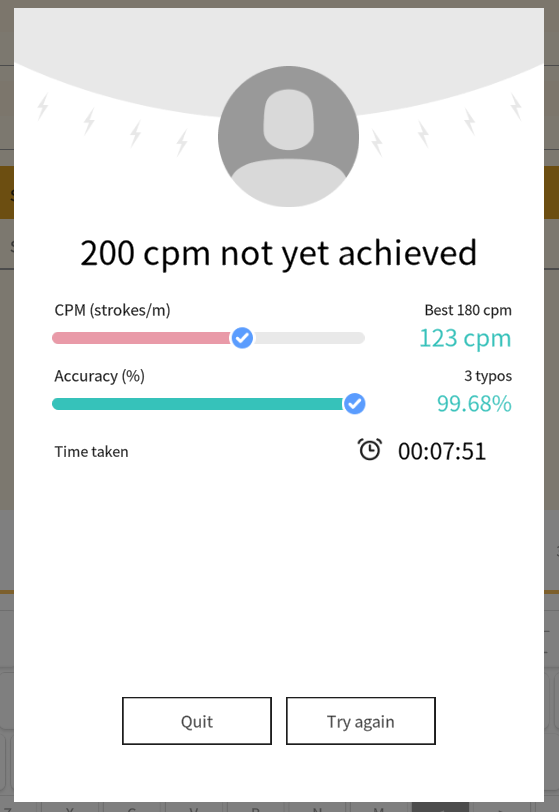 200 cpm not yet achieved
CPM (strokes/m)
Best 180 cpm
123 cpm
Accuracy (%)
3 typos
99.68%
Time taken
00:07:51
Quit
Try again